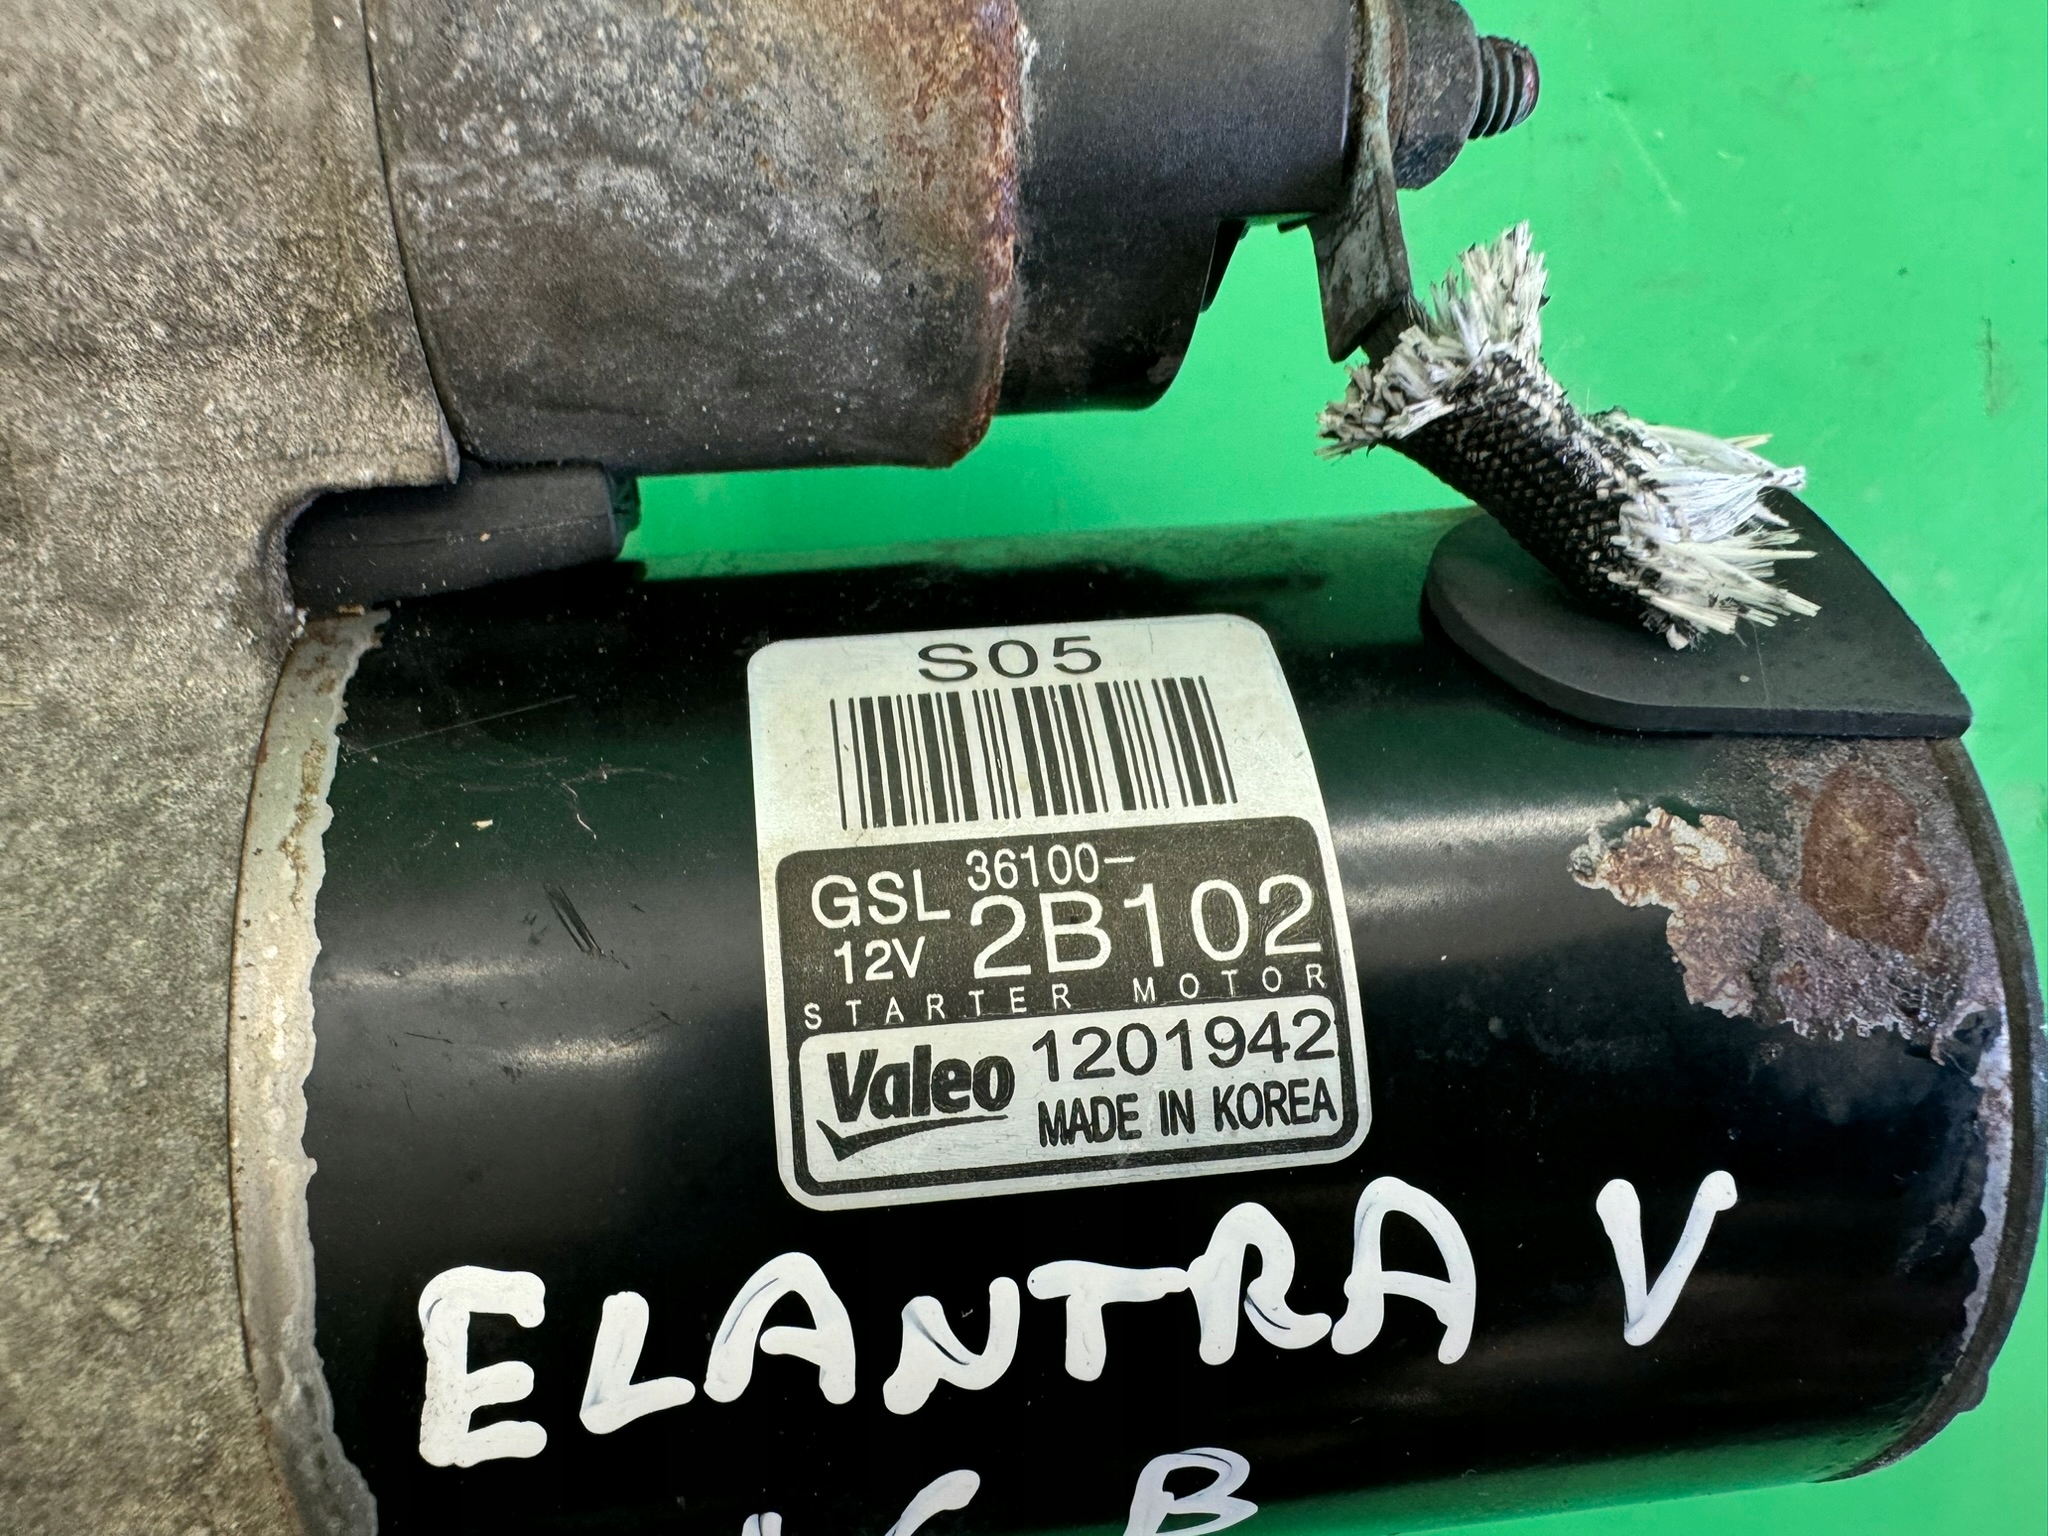 S05
GSL 36100-
12V 2B102
STARTER MOTOR
Valeo 1201942
MADE IN KOREA
ELANTRA V
B